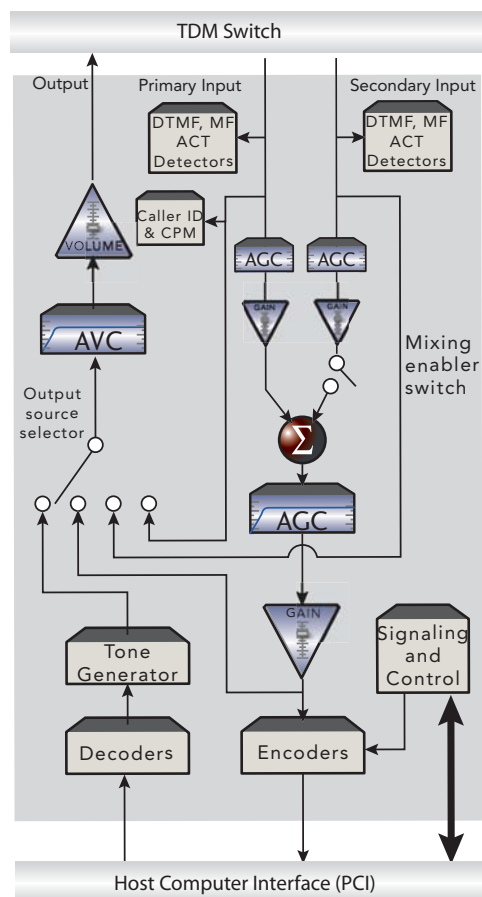 TDM Switch
Output
Primary Input
Secondary Input
DTMF, MF
ACT
Detectors
DTMF, MF
ACT
Detectors
Caller ID
& CPM
VOLUME
AGC
AGC
GAIN
GAIN
AVC
Mixing
enabler
switch
Output
source
selector
Σ
AGC
GAIN
Signaling
and
Control
Tone
Generator
Decoders
Encoders
Host Computer Interface (PCI)